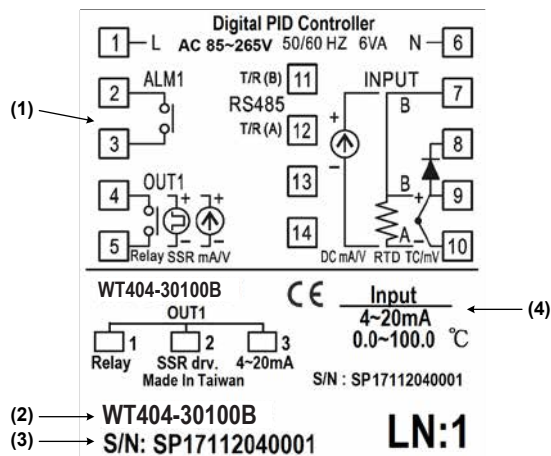 Digital PID Controller
1 L AC 85~265V 50/60 HZ 6VA N 6
2 ALM1 T/R (B) 11 INPUT 7
RS485 B
(1) 3 T/R (A) 12 + 8
−
4 OUT1 13 B 9
+ + +
5 − − 14 A − 10
Relay SSR mA/V DC mA/V RTD TC/mV
WT404-30100B CE Input (4)
OUT1 4~20mA
1 2 3 0.0~100.0 ℃
Relay SSR drv. 4~20mA
Made In Taiwan S/N : SP17112040001
(2) WT404-30100B
(3) S/N: SP17112040001 LN:1